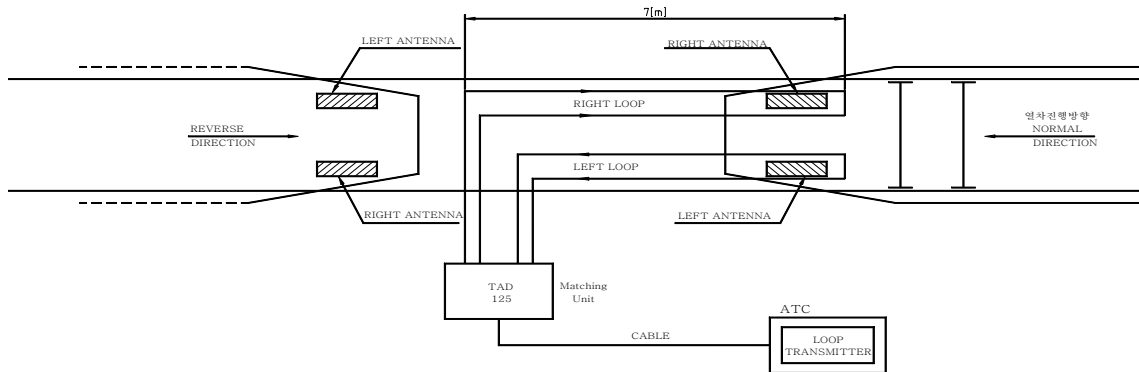 7[m]
LEFT ANTENNA
RIGHT ANTENNA
RIGHT LOOP
REVERSE
DIRECTION
열차진행방향
NORMAL
DIRECTION
LEFT LOOP
RIGHT ANTENNA
LEFT ANTENNA
TAD
125
Matching
Unit
ATC
CABLE
LOOP
TRANSMITTER